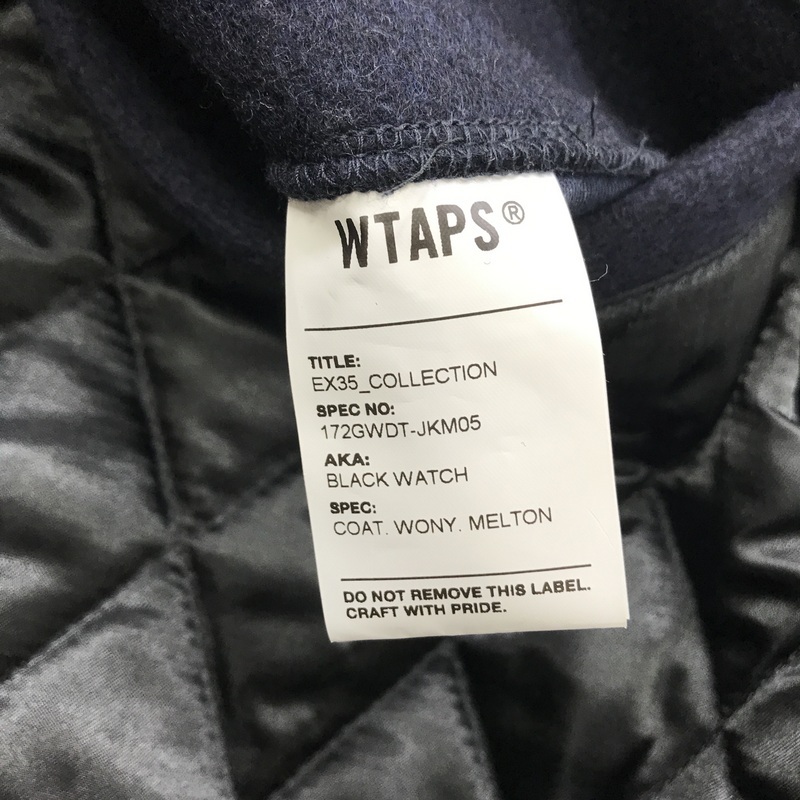 WTAPS®
TITLE:
EX35_COLLECTION
SPEC NO:
172GWDT-JKM05
AKA:
BLACK WATCH
SPEC:
COAT. WONY. MELTON
DO NOT REMOVE THIS LABEL.
CRAFT WITH PRIDE.